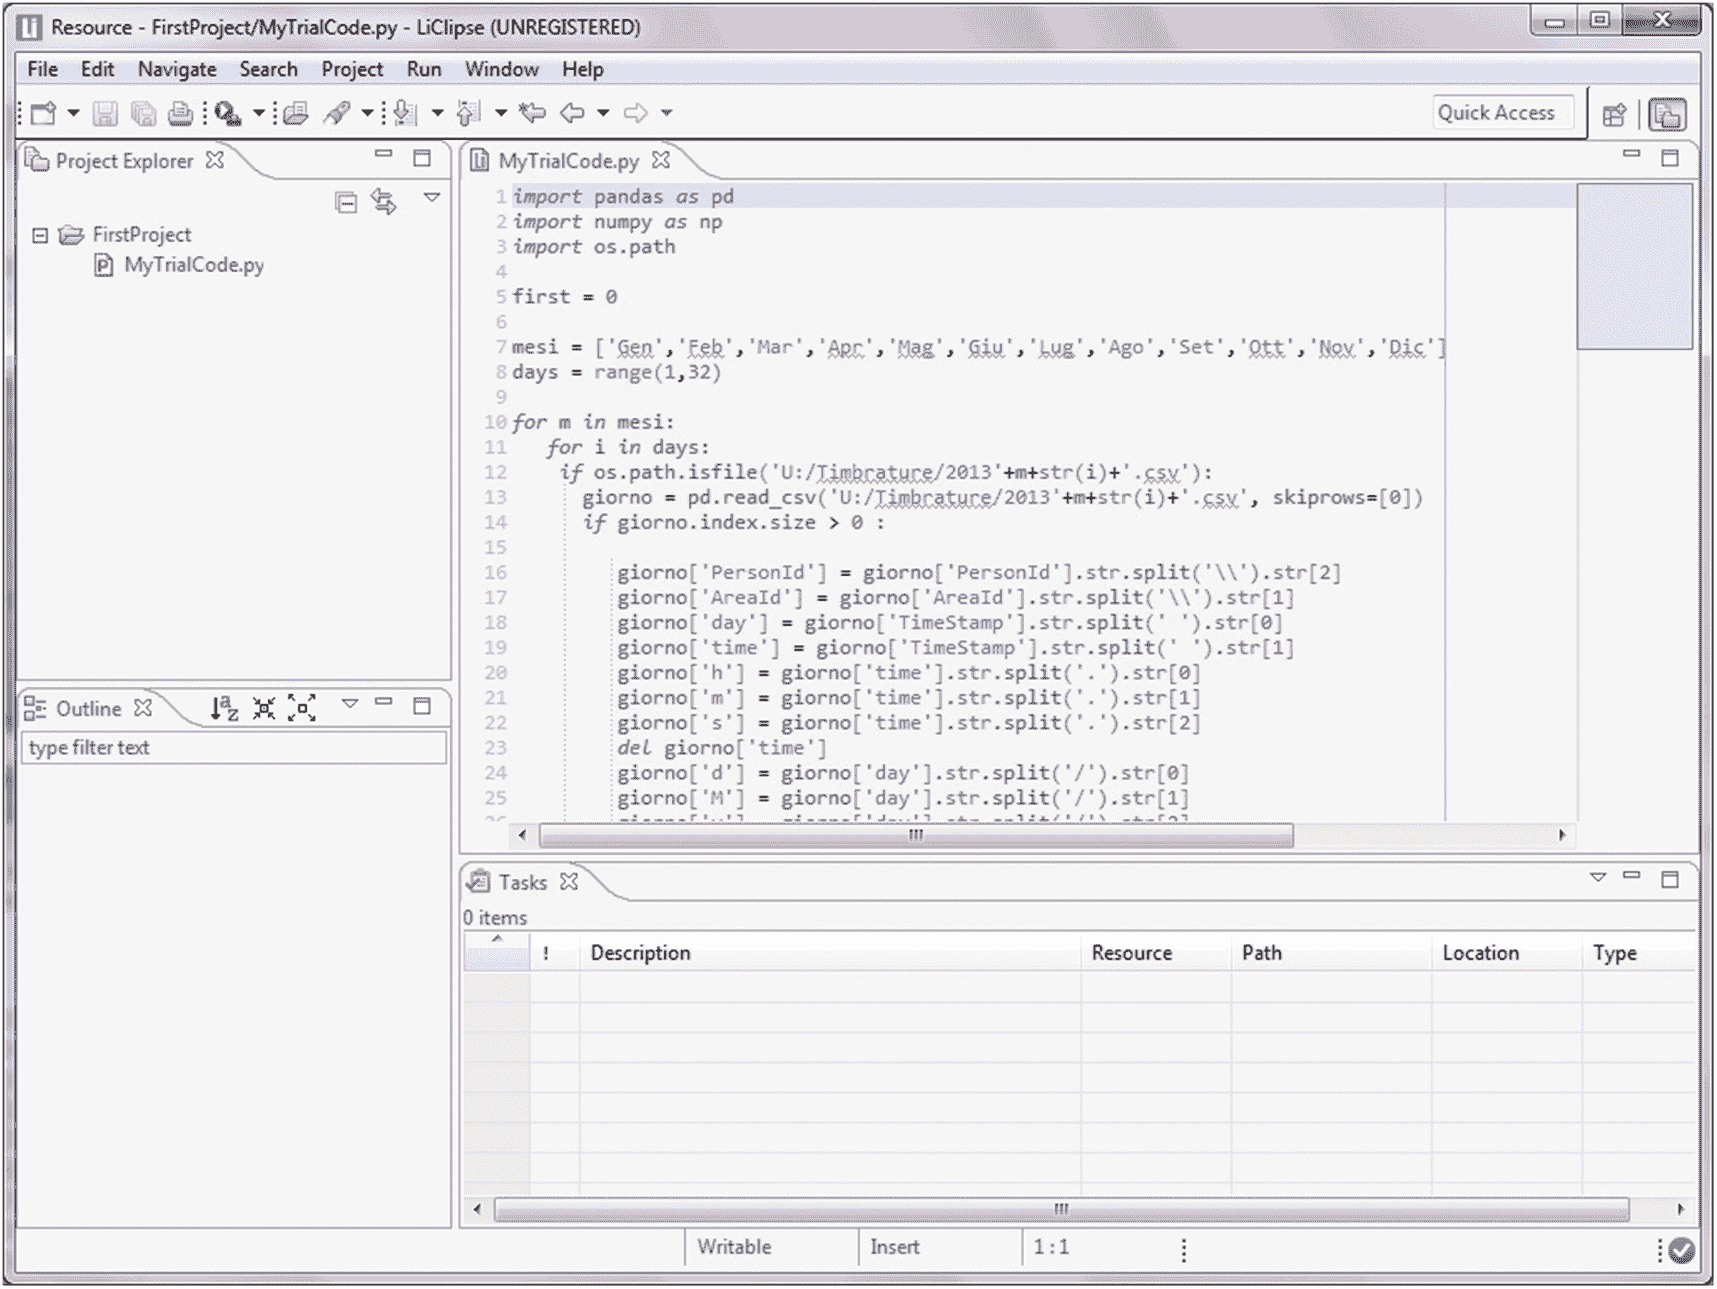 Resource - FirstProject/MyTrialCode.py - LiClipse (UNREGISTERED)
File Edit Navigate Search Project Run Window Help
Quick Access
Project Explorer
FirstProject
MyTrialCode.py
Outline
type filter text
MyTrialCode.py
1 import pandas as pd
2 import numpy as np
3 import os.path
4
5 first = 0
6
7 mesi = ['Gen','Feb','Mar','Apr','Mag','Giu','Lug','Ago','Set','Ott','Nov','Dic']
8 days = range(1,32)
9
10 for m in mesi:
11 for i in days:
12 if os.path.isfile('U:/Timbrature/2013'+m+str(i)+'.csv'):
13 giorno = pd.read_csv('U:/Timbrature/2013'+m+str(i)+'.csv', skiprows=[0])
14 if giorno.index.size > 0 :
15
16 giorno['PersonId'] = giorno['PersonId'].str.split('\\').str[2]
17 giorno['AreaId'] = giorno['AreaId'].str.split('\\').str[1]
18 giorno['day'] = giorno['TimeStamp'].str.split(' ').str[0]
19 giorno['time'] = giorno['TimeStamp'].str.split(' ').str[1]
20 giorno['h'] = giorno['time'].str.split('.').str[0]
21 giorno['m'] = giorno['time'].str.split('.').str[1]
22 giorno['s'] = giorno['time'].str.split('.').str[2]
23 del giorno['time']
24 giorno['d'] = giorno['day'].str.split('/').str[0]
25 giorno['M'] = giorno['day'].str.split('/').str[1]
Tasks
0 items
! Description Resource Path Location Type
Writable Insert 1 : 1